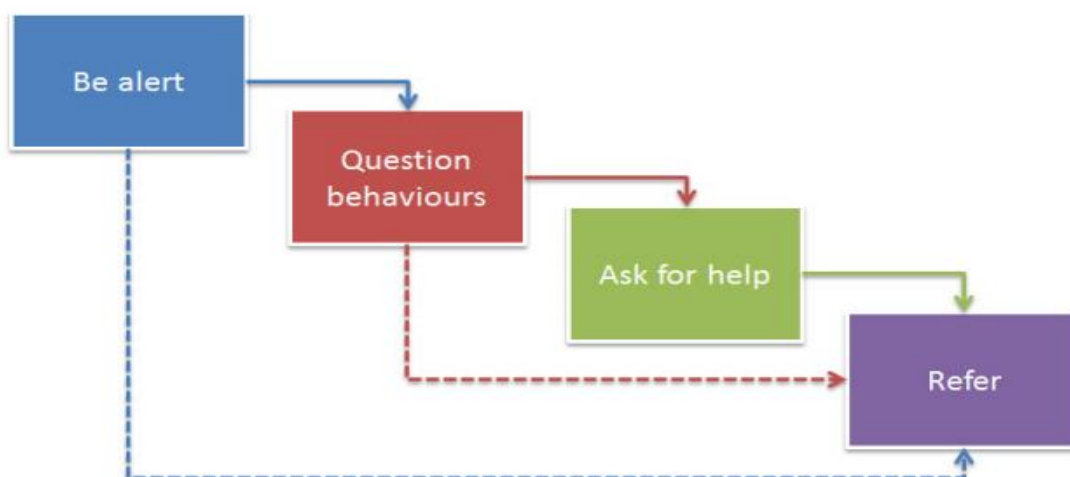 Be alert
Question
behaviours
Ask for help
Refer